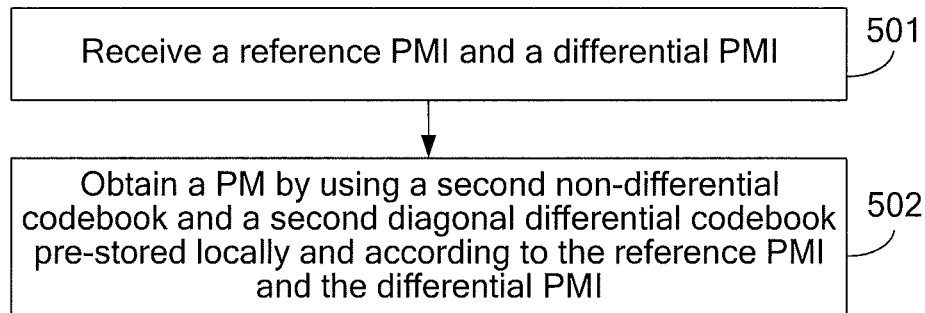 Receive a reference PMI and a differential PMI
501
Obtain a PM by using a second non-differential
codebook and a second diagonal differential codebook
pre-stored locally and according to the reference PMI
and the differential PMI
502